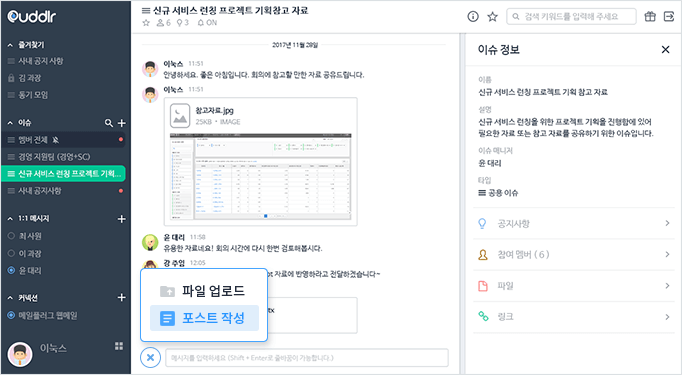 Ouddlr
즐겨찾기
사내 공지 사항
김 과장
동기 모임
이슈
멤버 전체
경영 지원팀 (경영+SC)
신규 서비스 런칭 프로젝트 기획...
사내 공지사항
1:1 메시지
최 사원
이 과장
윤 대리
커넥션
메일플러그 웹메일
이눅스
신규 서비스 런칭 프로젝트 기획참고 자료
6 3 ON
검색 키워드를 입력해 주세요
2017년 11월 28일
이눅스 11:51
안녕하세요. 좋은 아침입니다. 회의에 참고할 만한 자료 공유드립니다.
이눅스 11:51
참고자료.jpg
25KB • IMAGE
윤 대리 11:58
유용한 자료네요! 회의 시간에 다시 한번 검토해봅시다.
강 주임 12:05
pt 자료에 반영하라고 전달하겠습니다~
tx
파일 업로드
포스트 작성
메시지를 입력하세요 (Shift + Enter로 줄바꿈이 가능합니다.)
이슈 정보
이름
신규 서비스 런칭 프로젝트 기획 참고 자료
설명
신규 서비스 런칭을 위한 프로젝트 기획을 진행함에 있어
필요한 자료 또는 참고 자료를 공유하기 위한 이슈입니다.
이슈 매니저
윤 대리
타입
공용 이슈
공지사항
참여 멤버 ( 6 )
파일
링크